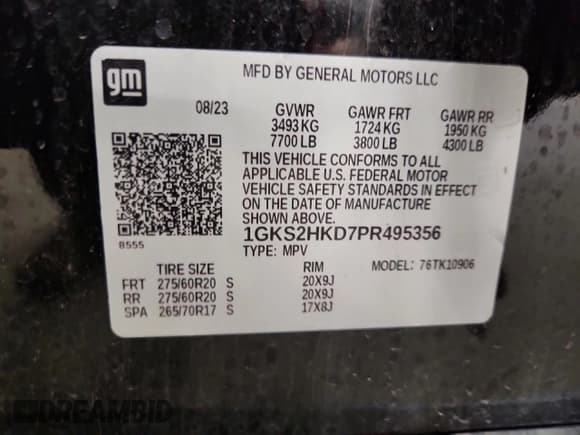 gm
MFD BY GENERAL MOTORS LLC
08/23 GVWR GAWR FRT GAWR RR
3493 KG 1724 KG 1950 KG
7700 LB 3800 LB 4300 LB
THIS VEHICLE CONFORMS TO ALL
APPLICABLE U.S. FEDERAL MOTOR
VEHICLE SAFETY STANDARDS IN EFFECT
ON THE DATE OF MANUFACTURE
SHOWN ABOVE.
8555
1GKS2HKD7PR495356
TYPE: MPV MODEL: 76TK10906
TIRE SIZE RIM
FRT 275/60R20 S 20X9J
RR 275/60R20 S 20X9J
SPA 265/70R17 S 17X8J
DREAMBID